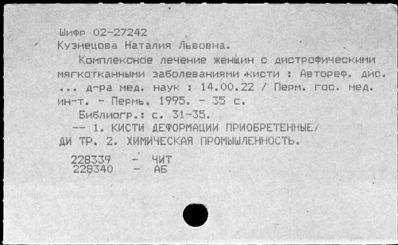 Шифр 02-27242
Кузнецова Наталия Львовна.
Комплексное лечение женщин с дистрофическими
мягкотканными заболеваниями кисти : Автореф. дис.
... д-ра мед. наук : 14.00.22 / Перм. гос. мед.
ин-т. - Пермь, 1995. - 35 с.
Библиогр.: с. 31-35.
-- 1. КИСТИ ДЕФОРМАЦИИ ПРИОБРЕТЕННЫЕ/
ДИ ТР. 2. ХИМИЧЕСКАЯ ПРОМЫШЛЕННОСТЬ.
228339 - ЧИТ
228340 - АБ